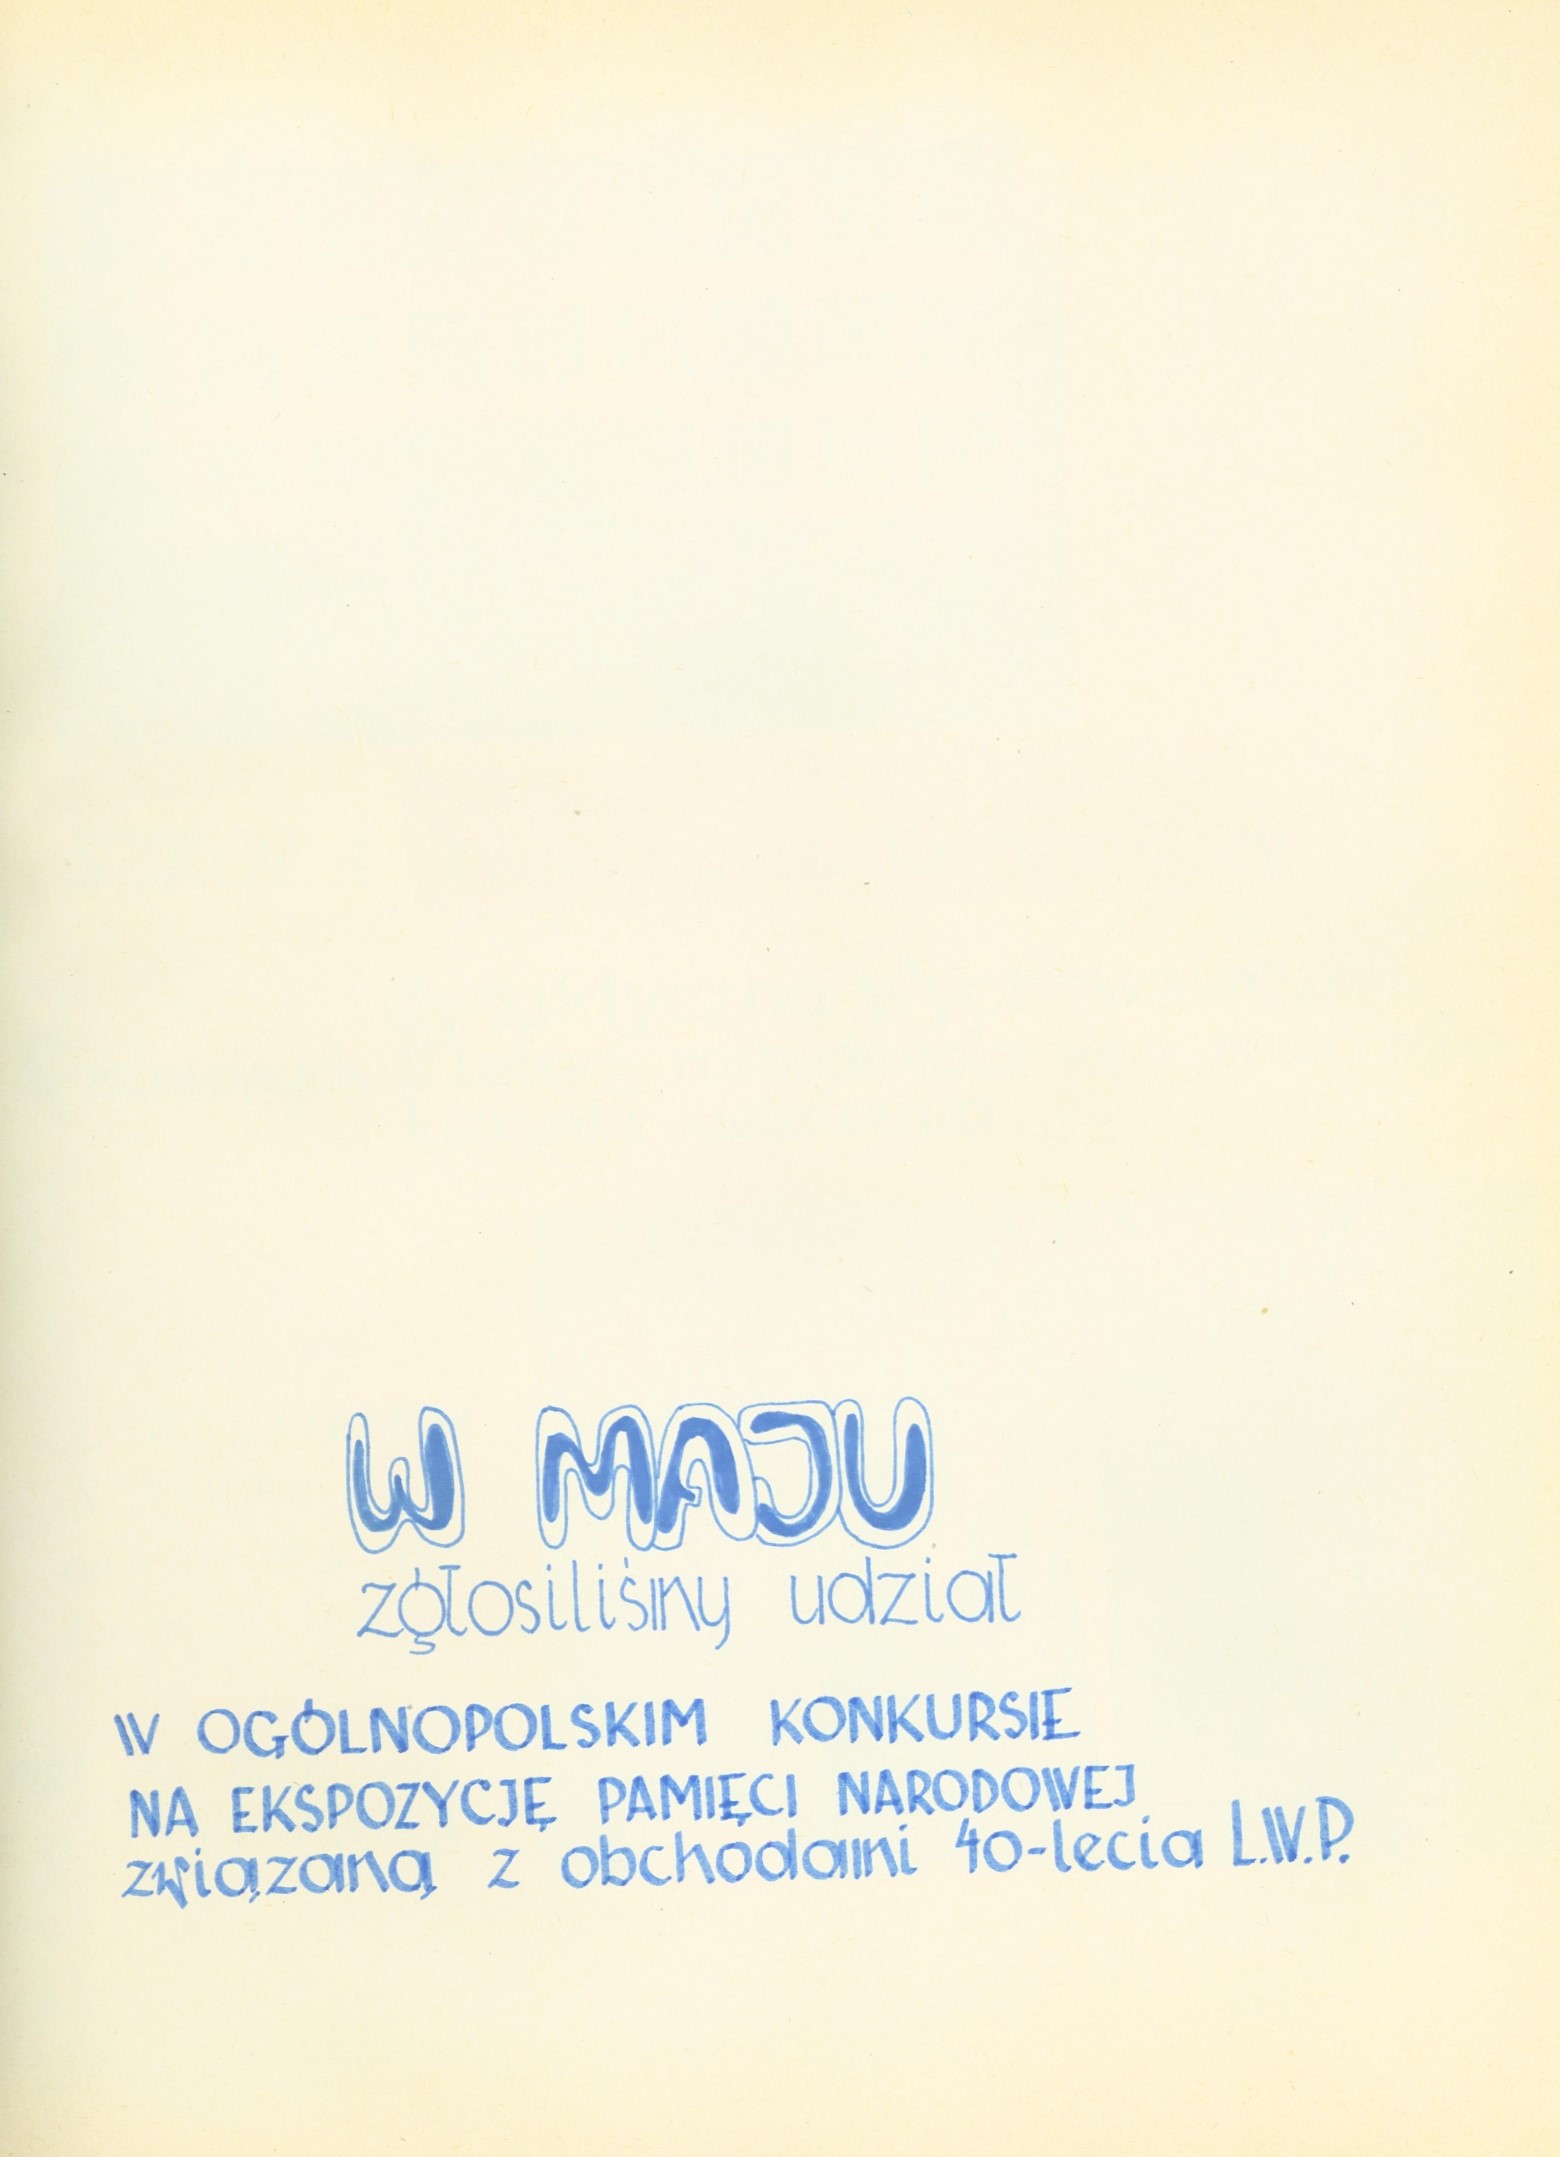 W MAJU
zgłosiliśmy udział
W OGÓLNOPOLSKIM KONKURSIE
NA EKSPOZYCJĘ PAMIĘCI NARODOWEJ
związaną z obchodami 40-lecia L.W.P.